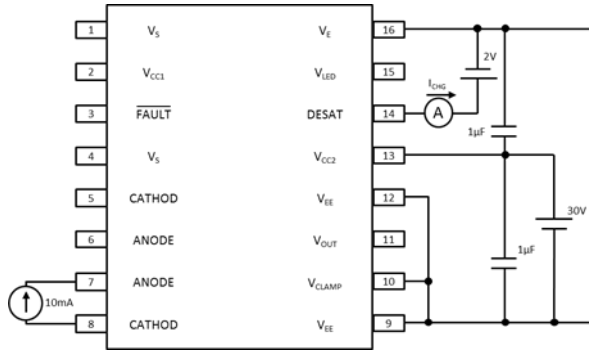 1 V_S V_E 16
2 V_CC1 V_LED 15
3 FAULT DESAT 14
4 V_S V_CC2 13
5 CATHOD V_EE 12
6 ANODE V_OUT 11
7 ANODE V_CLAMP 10
8 CATHOD V_EE 9
10mA
I_CHG
A
2V
1μF
1μF
30V